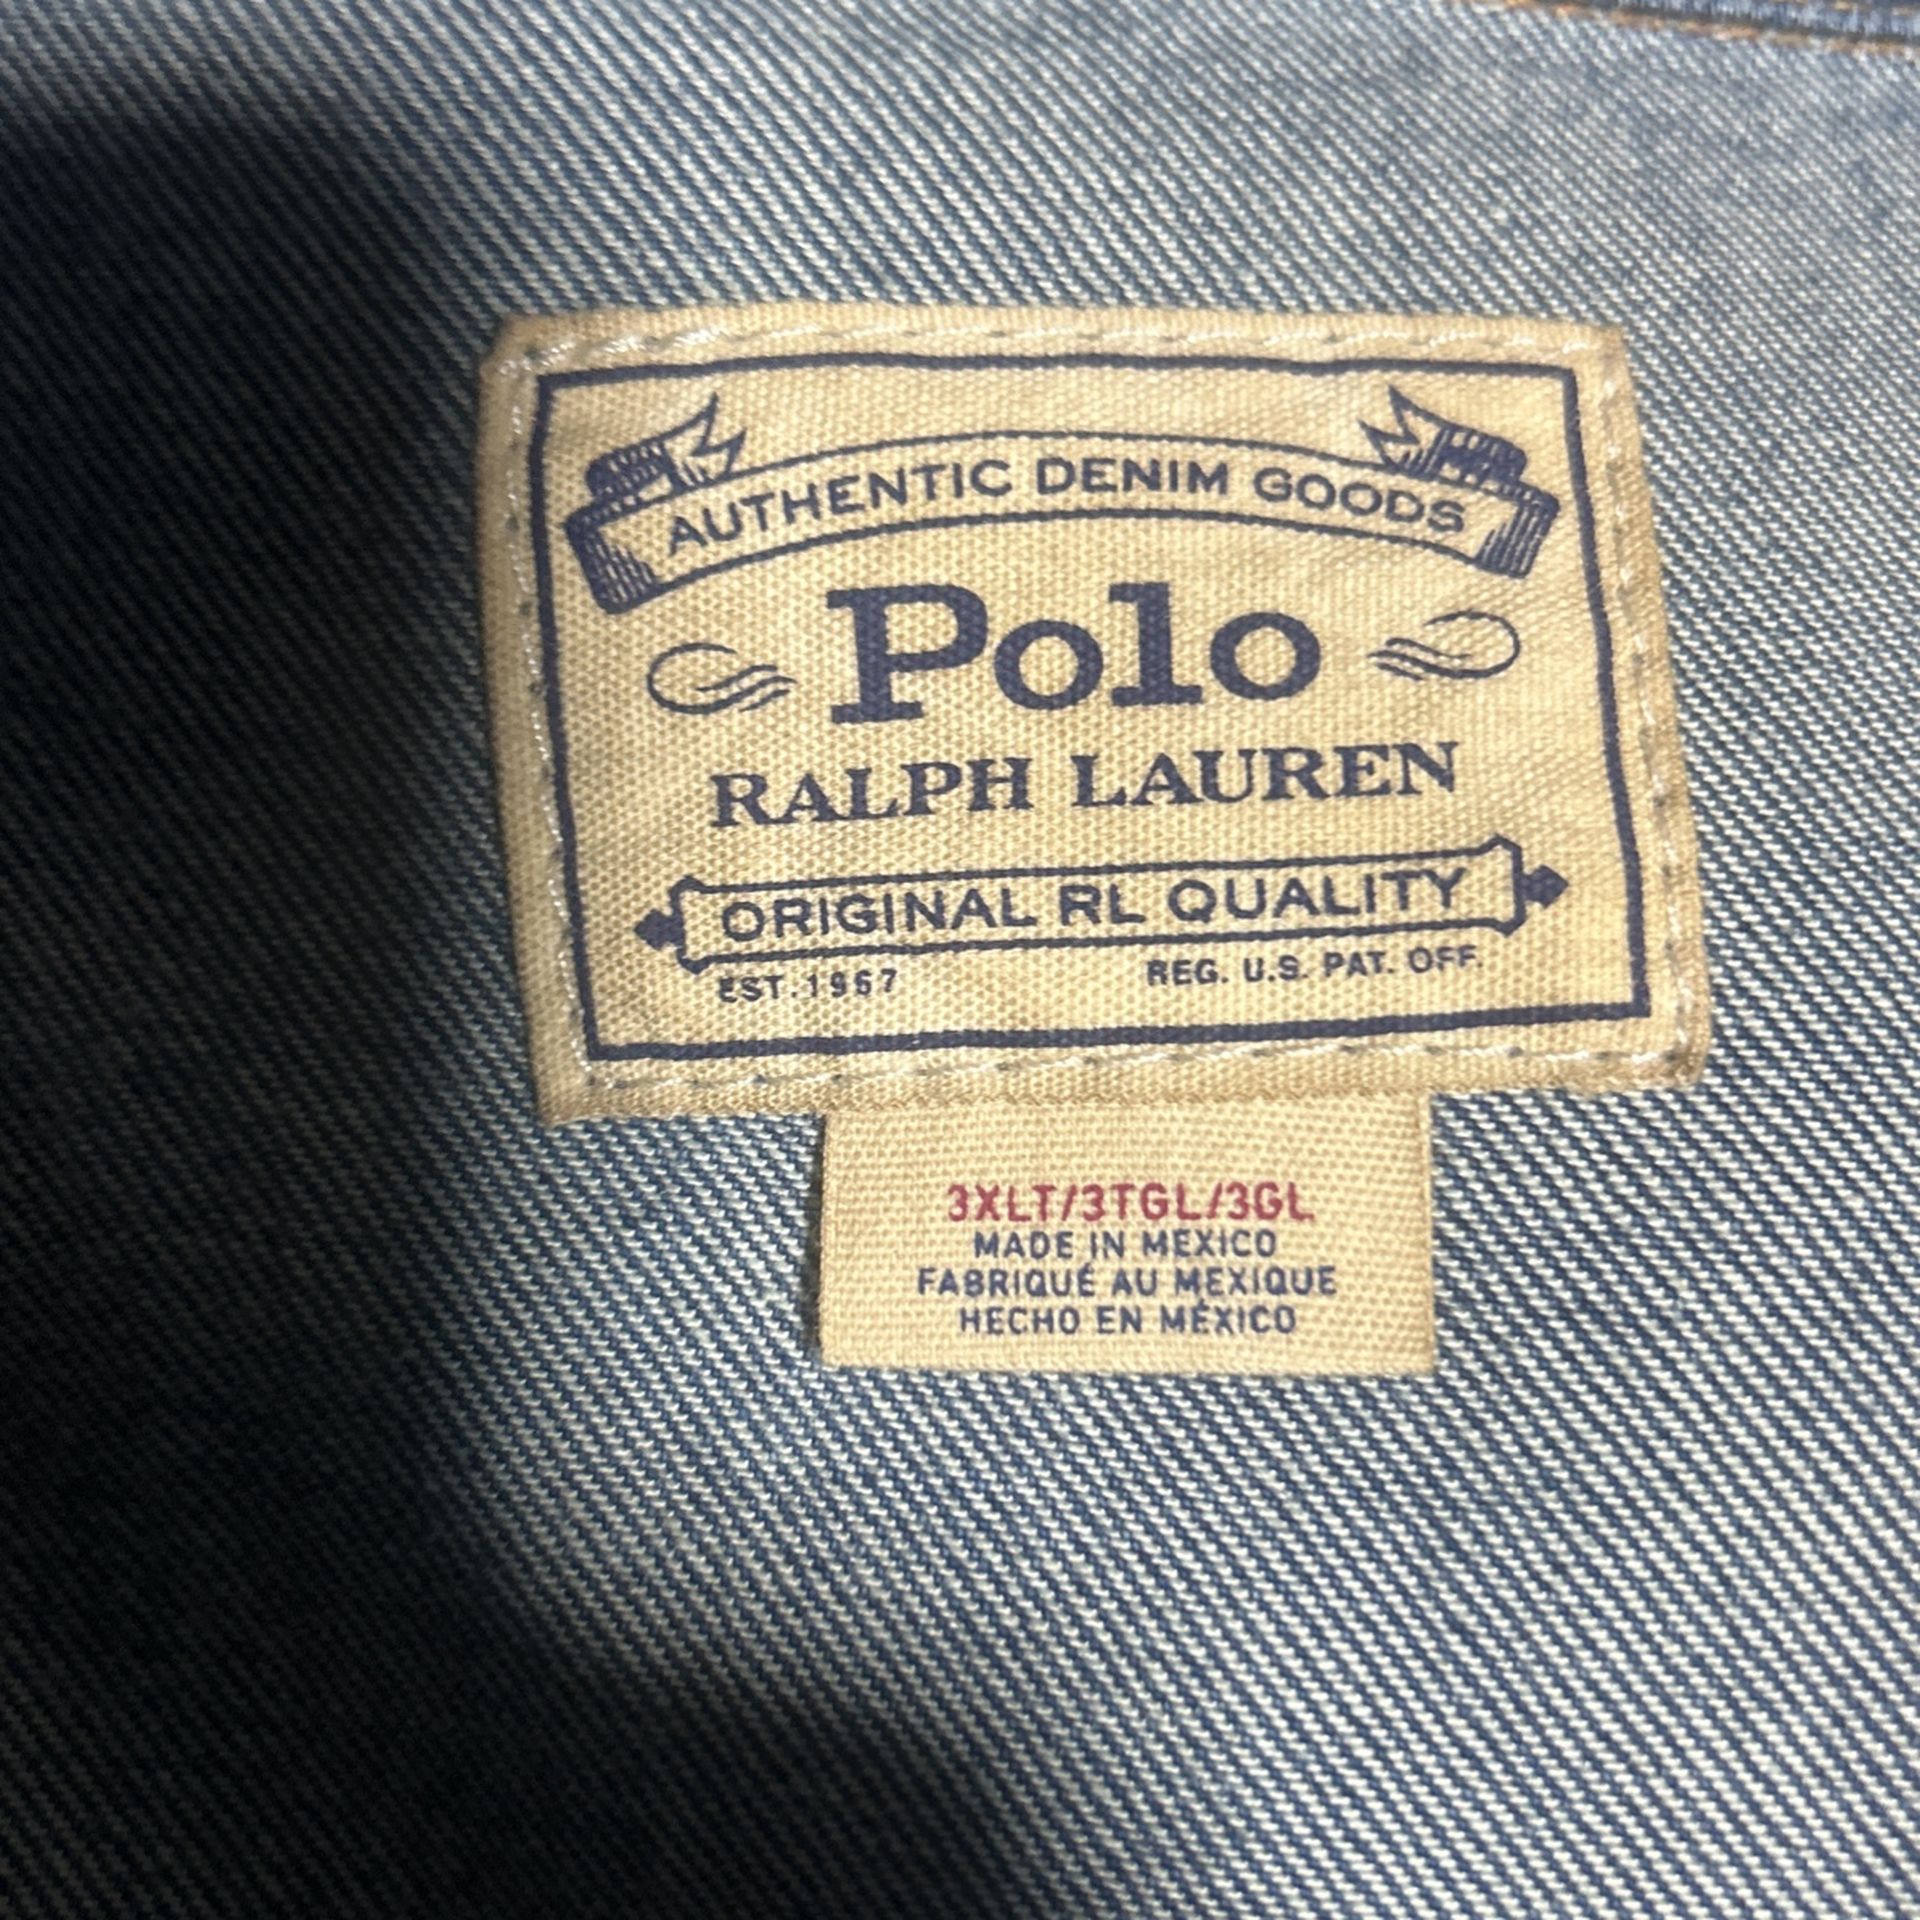 AUTHENTIC DENIM GOODS
Polo
RALPH LAUREN
ORIGINAL RL QUALITY
EST. 1967 REG. U.S. PAT. OFF.
3XLT/3TGL/3GL
MADE IN MEXICO
FABRIQUÉ AU MEXIQUE
HECHO EN MÉXICO